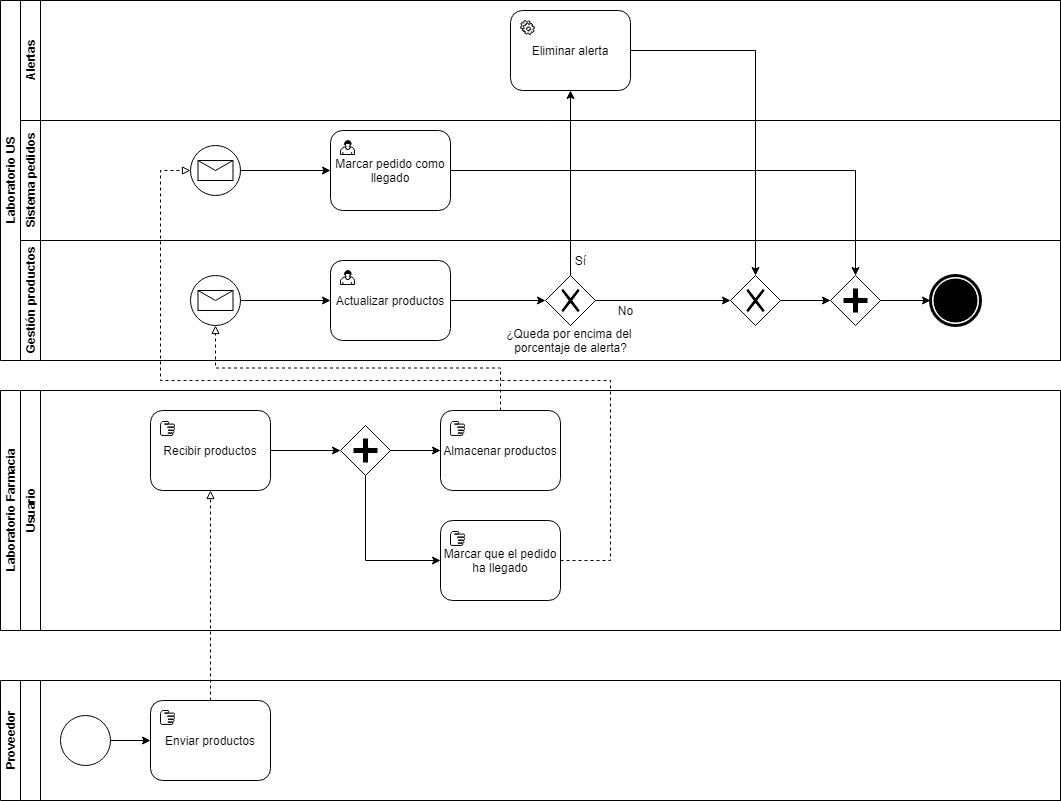 Laboratorio US
Alertas
Eliminar alerta
Sistema pedidos
Marcar pedido como
llegado
Gestión productos
Actualizar productos
Sí
No
¿Queda por encima del
porcentaje de alerta?
Laboratorio Farmacia
Usuario
Recibir productos
Almacenar productos
Marcar que el pedido
ha llegado
Proveedor
Enviar productos